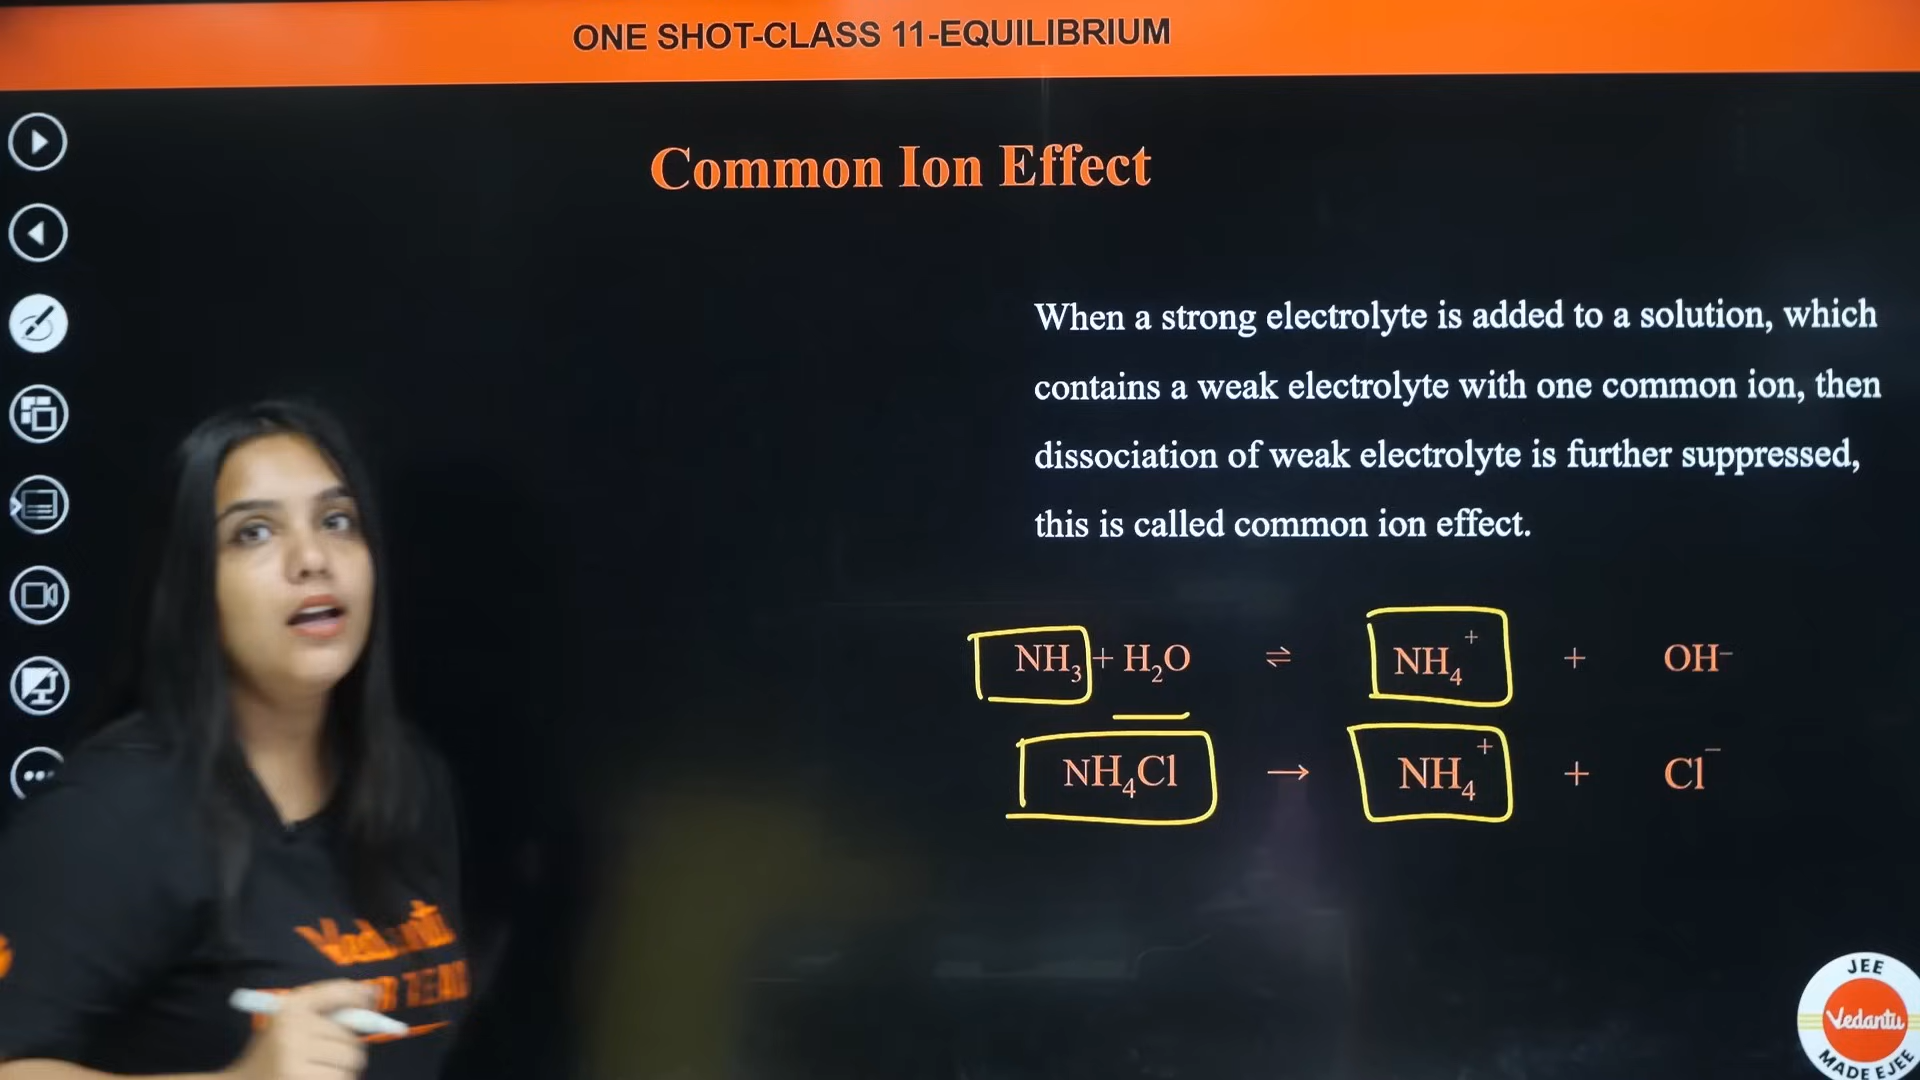 ONE SHOT-CLASS 11-EQUILIBRIUM
Common Ion Effect
When a strong electrolyte is added to a solution, which
contains a weak electrolyte with one common ion, then
dissociation of weak electrolyte is further suppressed,
this is called common ion effect.
NH₃ + H₂O ⇌ NH₄⁺ + OH⁻
NH₄Cl → NH₄⁺ + Cl⁻
Vedantu
JEE
Vedantu
MADE EJEE